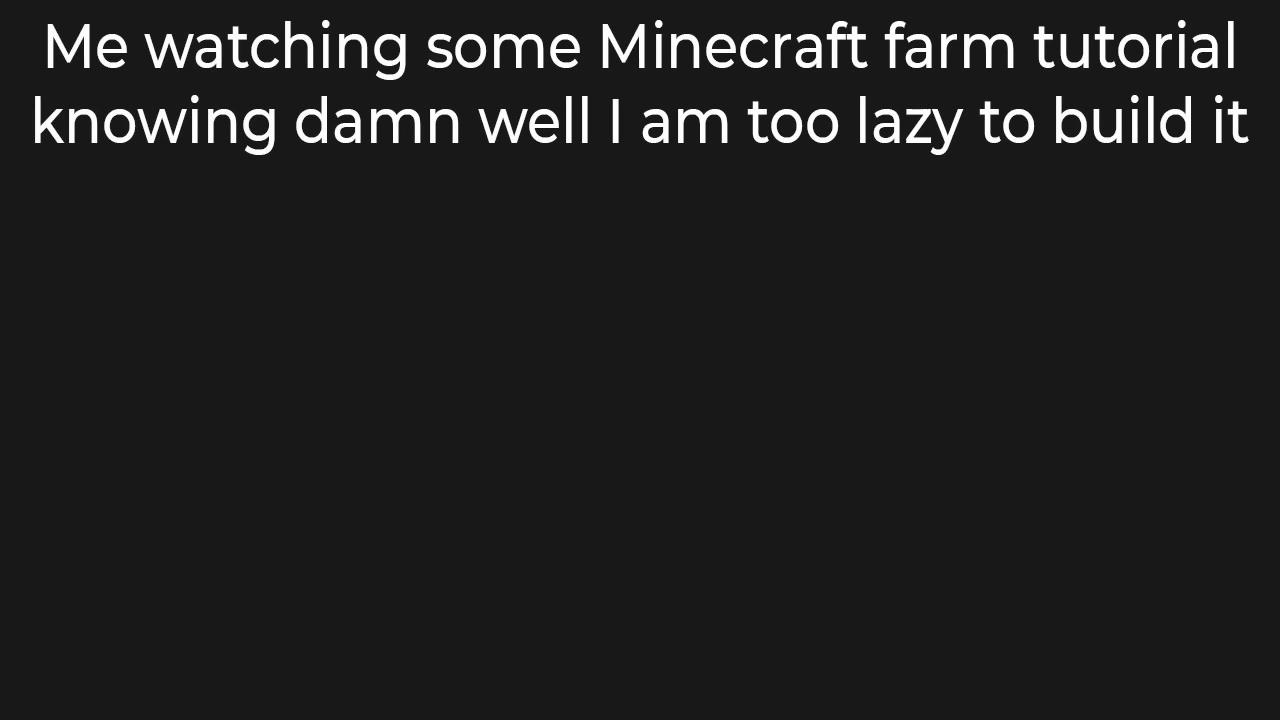 Me watching some Minecraft farm tutorial
knowing damn well I am too lazy to build it